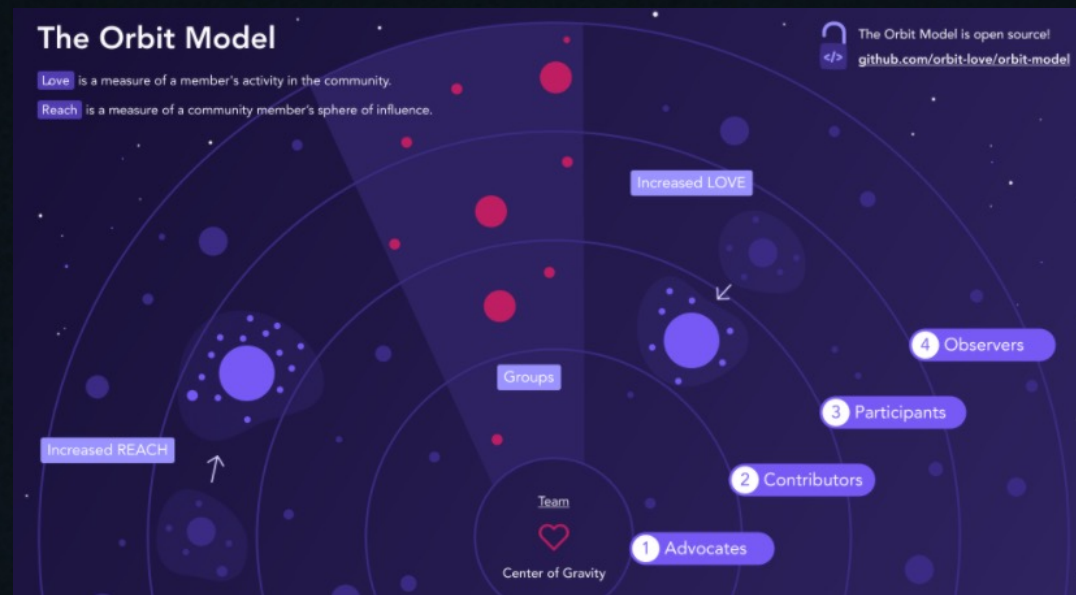 The Orbit Model
Love is a measure of a member's activity in the community.
Reach is a measure of a community member's sphere of influence.
The Orbit Model is open source!
</>
github.com/orbit-love/orbit-model
Increased LOVE
4 Observers
Groups
3 Participants
Increased REACH
2 Contributors
Team
1 Advocates
Center of Gravity